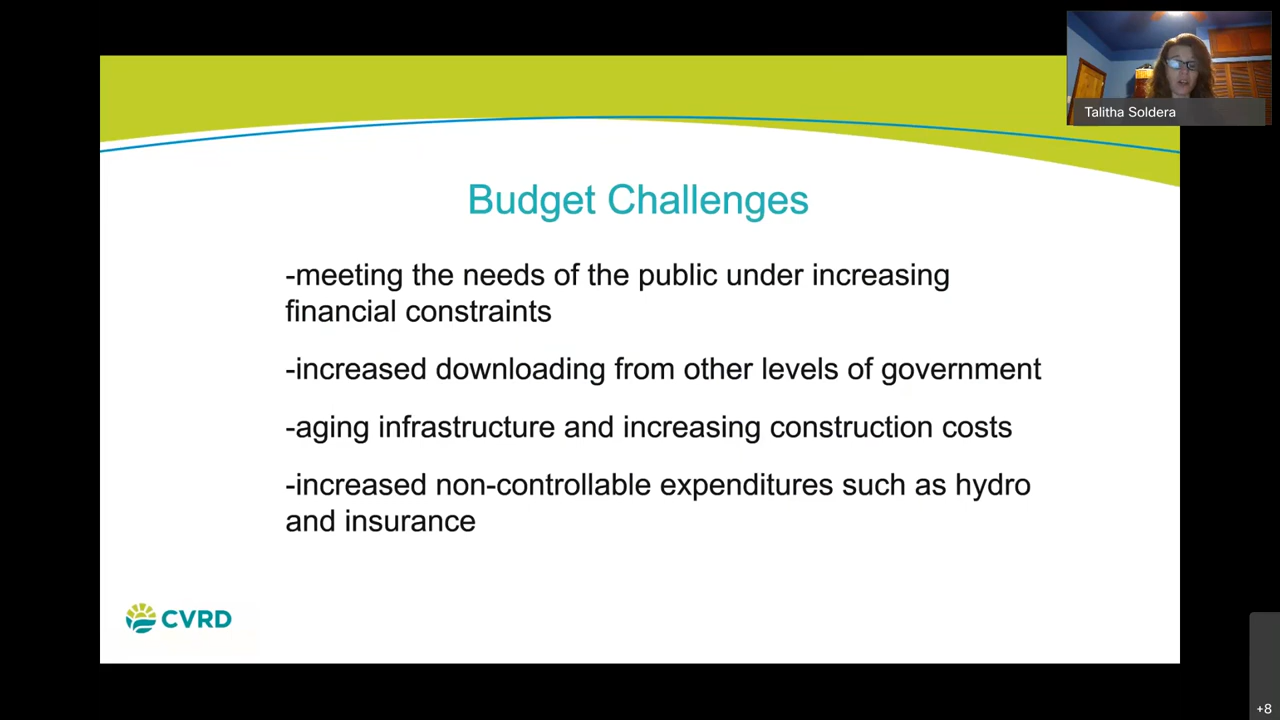 Talitha Soldera
Budget Challenges
-meeting the needs of the public under increasing
financial constraints
-increased downloading from other levels of government
-aging infrastructure and increasing construction costs
-increased non-controllable expenditures such as hydro
and insurance
CVRD
+8